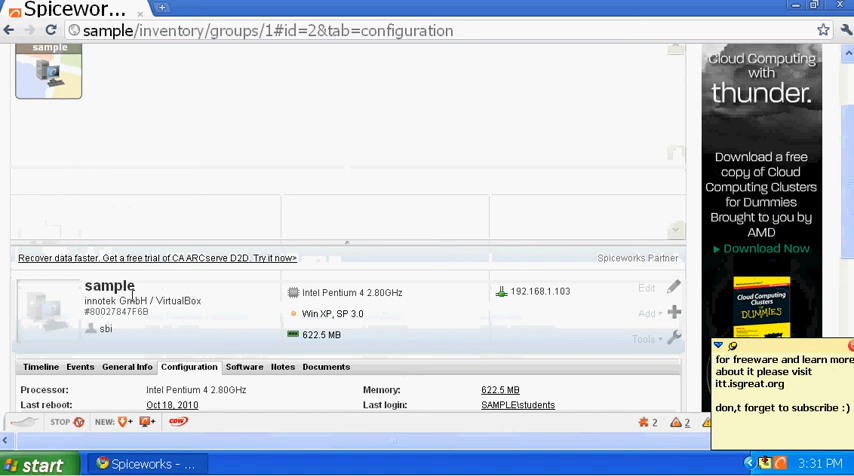 Spicewor...
sample/inventory/groups/1#id=2&tab=configuration
sample
Cloud Computing
with
thunder.
Download a free
copy of Cloud
Computing Clusters
for Dummies
Brought to you by
AMD
Download Now
Cloud Computing
Clusters
FOR
DUMMIES
Recover data faster. Get a free trial of CA ARCserve D2D. Try it now>
Spiceworks Partner
sample
innotek GmbH / VirtualBox
#80027847F6B
sbi
Intel Pentium 4 2.80GHz
Win XP, SP 3.0
622.5 MB
192.168.1.103
Edit
Add
Tools
Timeline Events General Info Configuration Software Notes Documents
Processor: Intel Pentium 4 2.80GHz Memory: 622.5 MB
Last reboot: Oct 18, 2010 Last login: SAMPLE\students
for freeware and learn more
about it please visit
itt.isgreat.org
don,t forget to subscribe :)
STOP NEW: COW 2 2
start Spiceworks - ... 3:31 PM